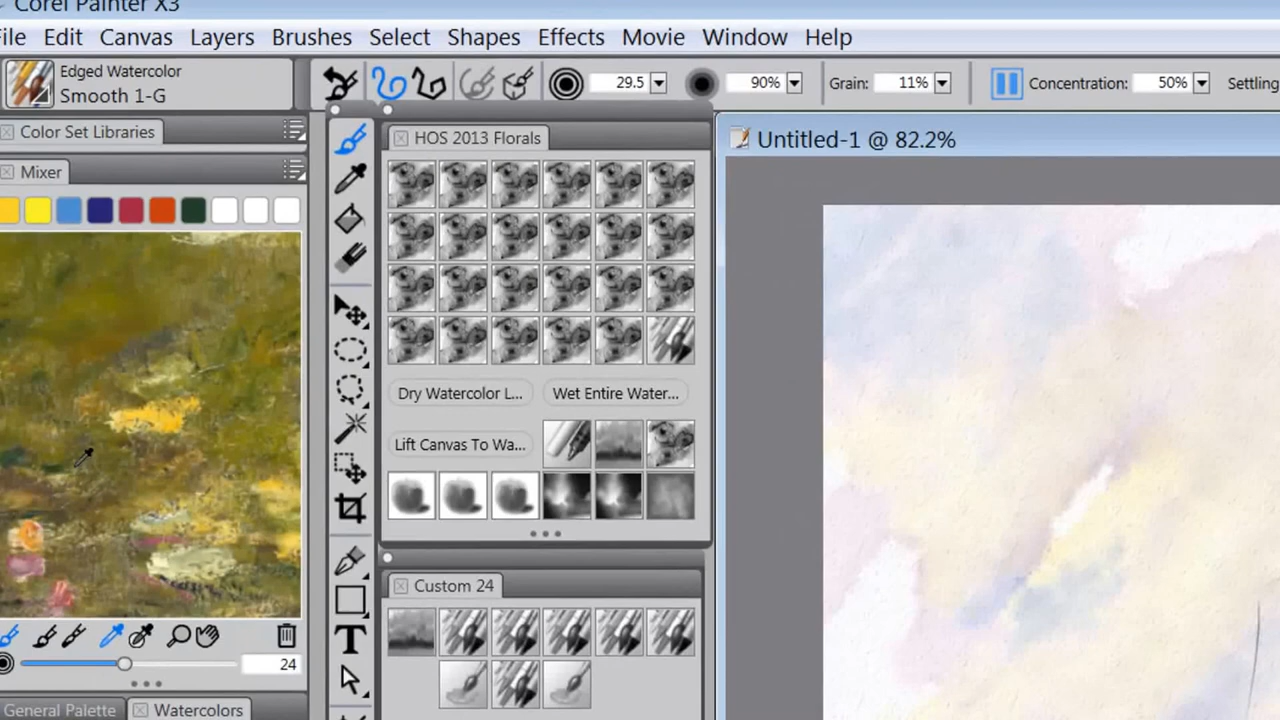 Corel Painter X3
File Edit Canvas Layers Brushes Select Shapes Effects Movie Window Help
Edged Watercolor
Smooth 1-G
29.5
90%
Grain: 11%
Concentration: 50%
Settling
Color Set Libraries
Mixer
HOS 2013 Florals
Untitled-1 @ 82.2%
Dry Watercolor L...
Wet Entire Water...
Lift Canvas To Wa...
Custom 24
T
24
General Palette
Watercolors